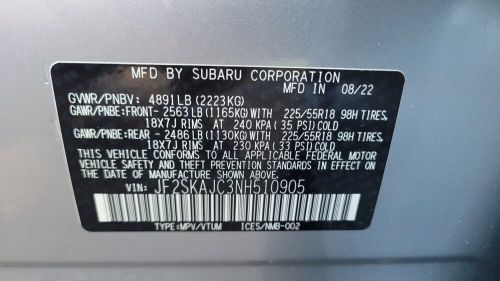 MFD BY SUBARU CORPORATION
MFD IN 08/22
GVWR/PNBV: 4891LB (2223KG)
GAWR/PNBE:FRONT- 2563LB (1165KG)WITH 225/55R18 98H TIRES,
18X7J RIMS AT 240 KPA (35 PSI) COLD
GAWR/PNBE:REAR - 2486LB (1130KG)WITH 225/55R18 98H TIRES,
18X7J RIMS AT 230 KPA (33 PSI) COLD
THIS VEHICLE CONFORMS TO ALL APPLICABLE FEDERAL MOTOR
VEHICLE SAFETY, BUMPER, AND THEFT PREVENTION STANDARDS IN EFFECT ON
THE DATE OF MANUFACTURE SHOWN ABOVE.
VIN: JF2SKAJC3NH510905
TYPE:MPV/VTUM ICES/NMB-002